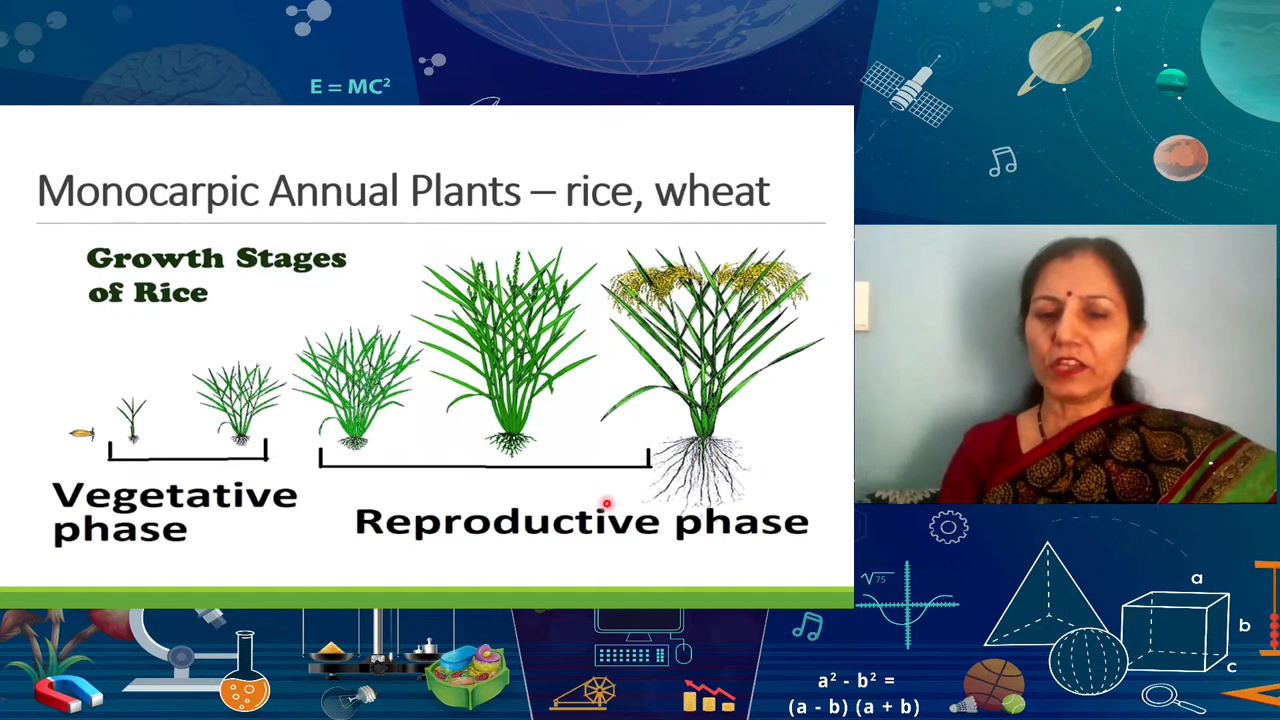 E = MC²
Monocarpic Annual Plants – rice, wheat
Growth Stages
of Rice
Vegetative
phase
Reproductive phase
√75
a
b
c
a² - b² =
(a - b) (a + b)